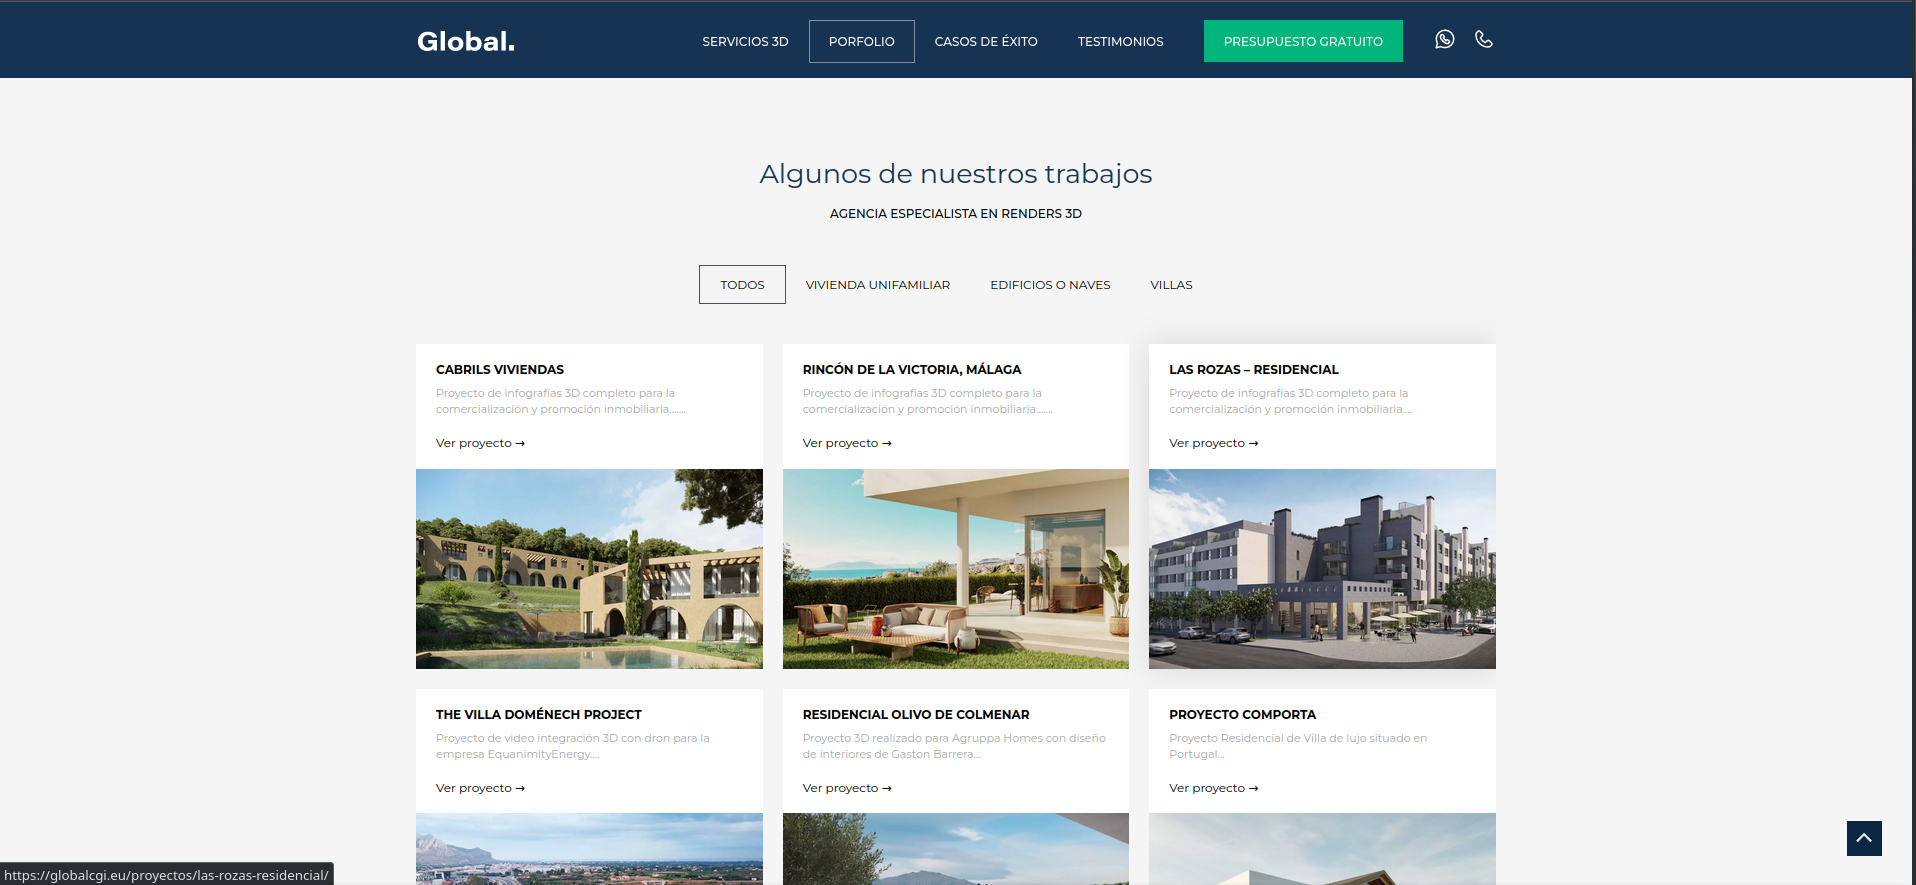 Global.
SERVICIOS 3D
PORFOLIO
CASOS DE ÉXITO
TESTIMONIOS
PRESUPUESTO GRATUITO
Algunos de nuestros trabajos
AGENCIA ESPECIALISTA EN RENDERS 3D
TODOS
VIVIENDA UNIFAMILIAR
EDIFICIOS O NAVES
VILLAS
CABRILS VIVIENDAS
Proyecto de infografías 3D completo para la
comercialización y promoción inmobiliaria.......
Ver proyecto →
RINCÓN DE LA VICTORIA, MÁLAGA
Proyecto de infografías 3D completo para la
comercialización y promoción inmobiliaria.......
Ver proyecto →
LAS ROZAS – RESIDENCIAL
Proyecto de infografías 3D completo para la
comercialización y promoción inmobiliaria....
Ver proyecto →
THE VILLA DOMÉNECH PROJECT
Proyecto de video integración 3D con dron para la
empresa EquanimityEnergy....
Ver proyecto →
RESIDENCIAL OLIVO DE COLMENAR
Proyecto 3D realizado para Agruppa Homes con diseño
de interiores de Gaston Barrera...
Ver proyecto →
PROYECTO COMPORTA
Proyecto Residencial de Villa de lujo situado en
Portugal...
Ver proyecto →
https://globalcgi.eu/proyectos/las-rozas-residencial/